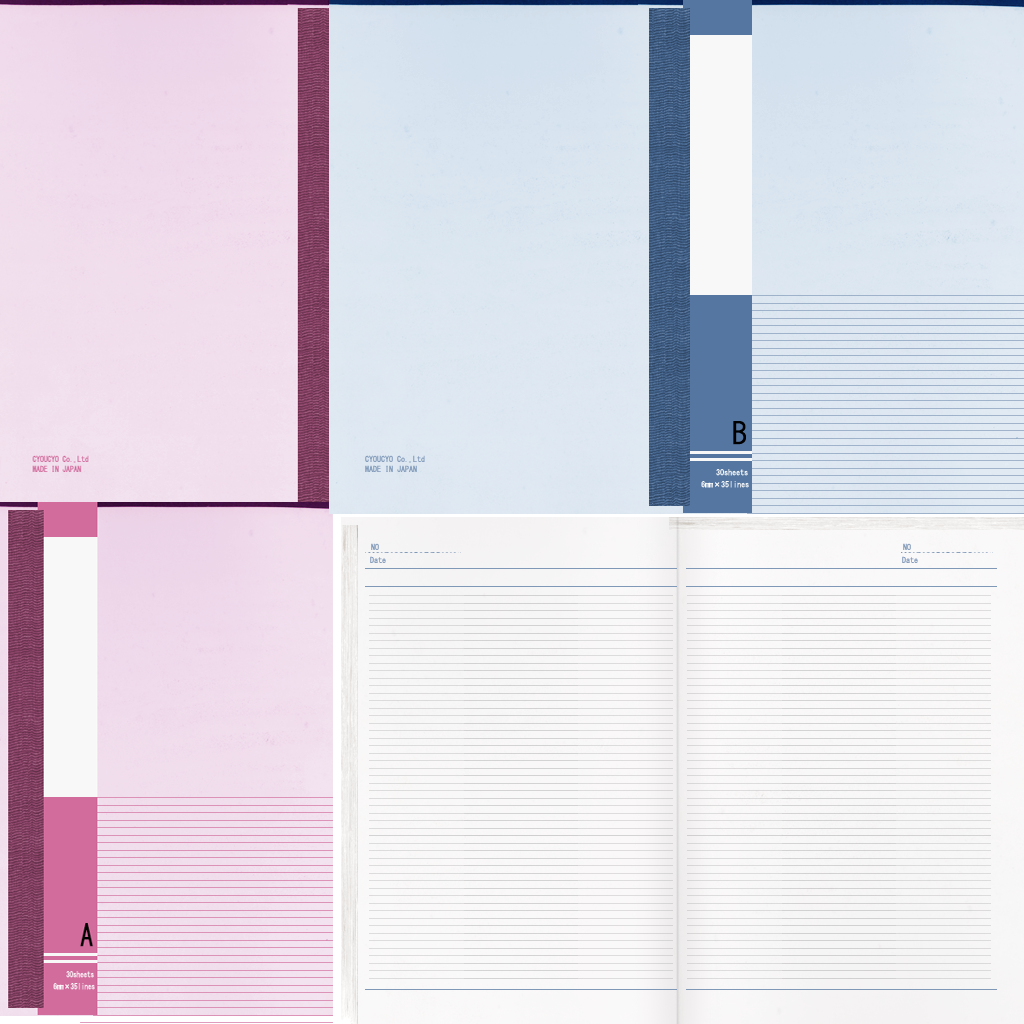 CYOUCYO Co.,Ltd
MADE IN JAPAN
CYOUCYO Co.,Ltd
MADE IN JAPAN
B
30sheets
6mm×35lines
A
30sheets
6mm×35lines
NO
Date
NO
Date